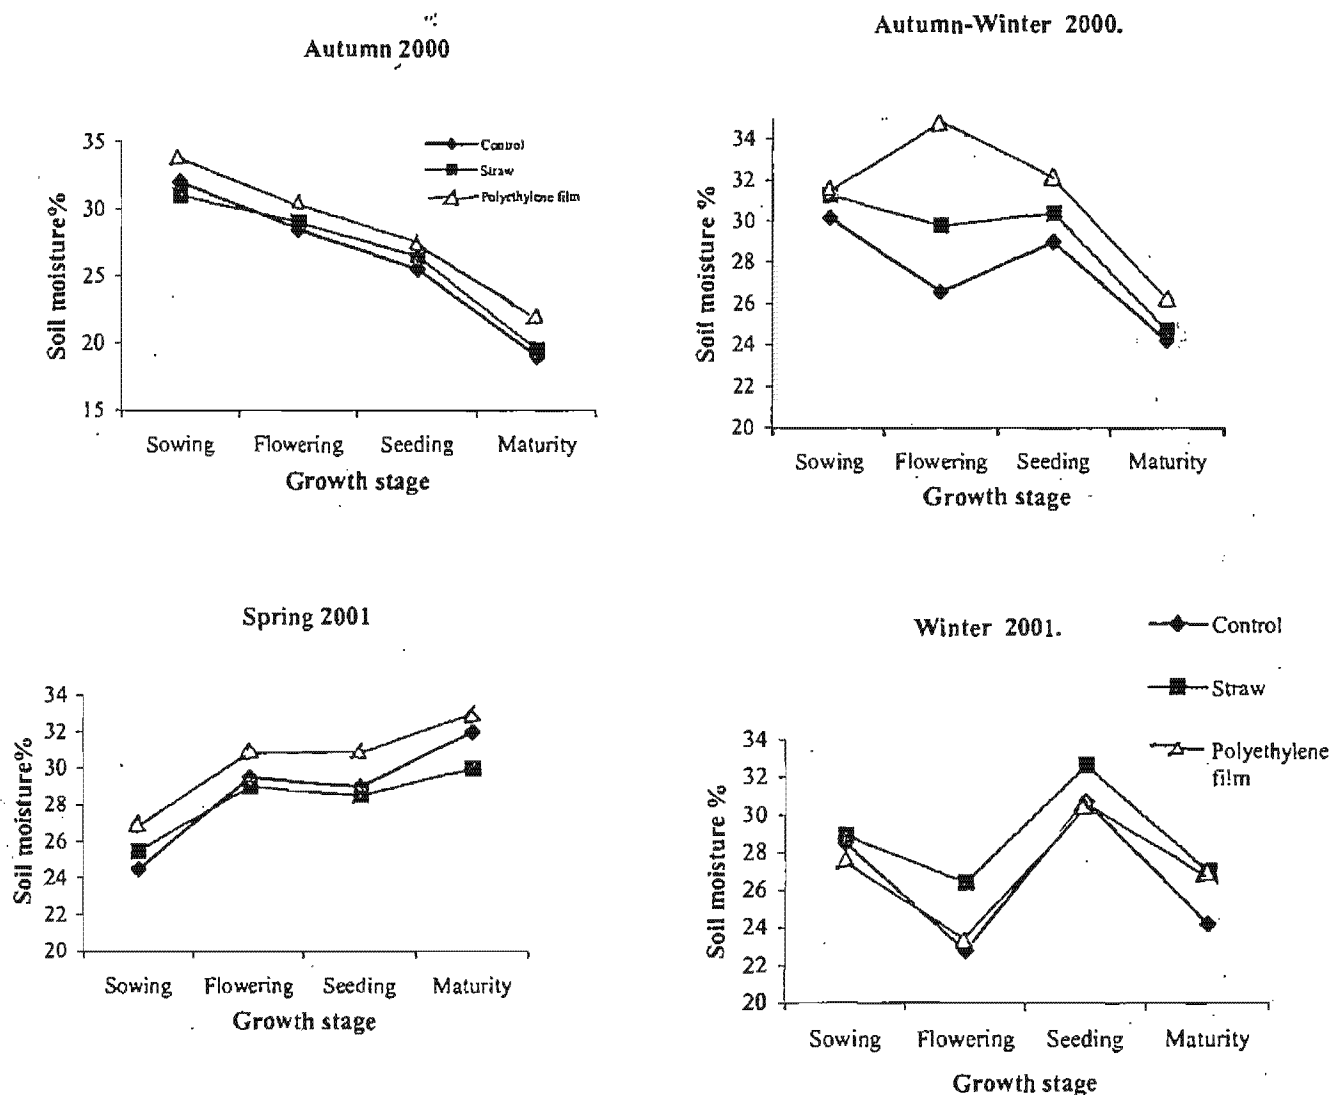 Autumn 2000
35
30
25
20
15
Soil moisture%
Control
Straw
Polyethylene film
Sowing Flowering Seeding Maturity
Growth stage
Autumn-Winter 2000.
34
32
30
28
26
24
22
20
Soil moisture %
Sowing Flowering Seeding Maturity
Growth stage
Spring 2001
34
32
30
28
26
24
22
20
Soil moisture%
Sowing Flowering Seeding Maturity
Growth stage
Winter 2001.
Control
Straw
Polyethylene
film
34
32
30
28
26
24
22
20
Soil moisture %
Sowing Flowering Seeding Maturity
Growth stage